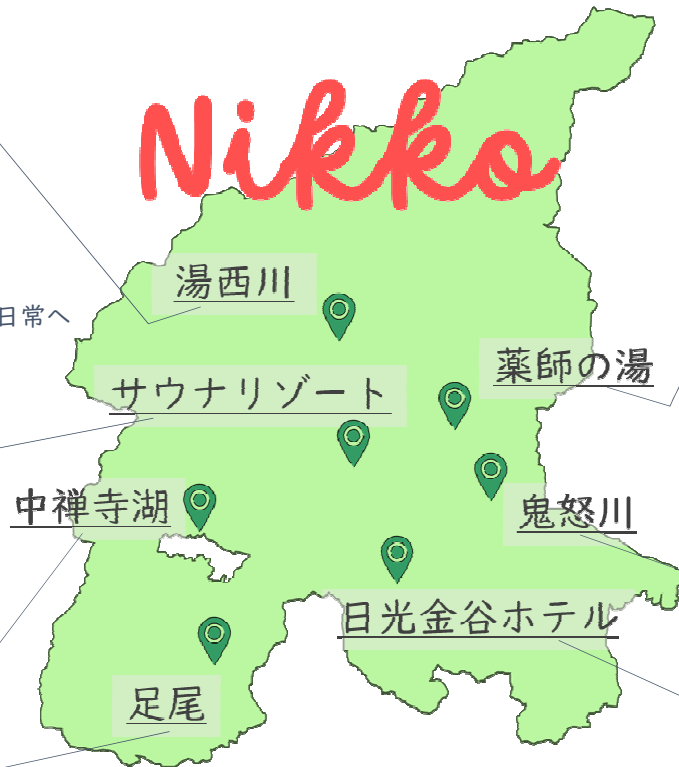 Nikko
湯西川
日常へ
薬師の湯
サウナリゾート
中禅寺湖
鬼怒川
日光金谷ホテル
足尾